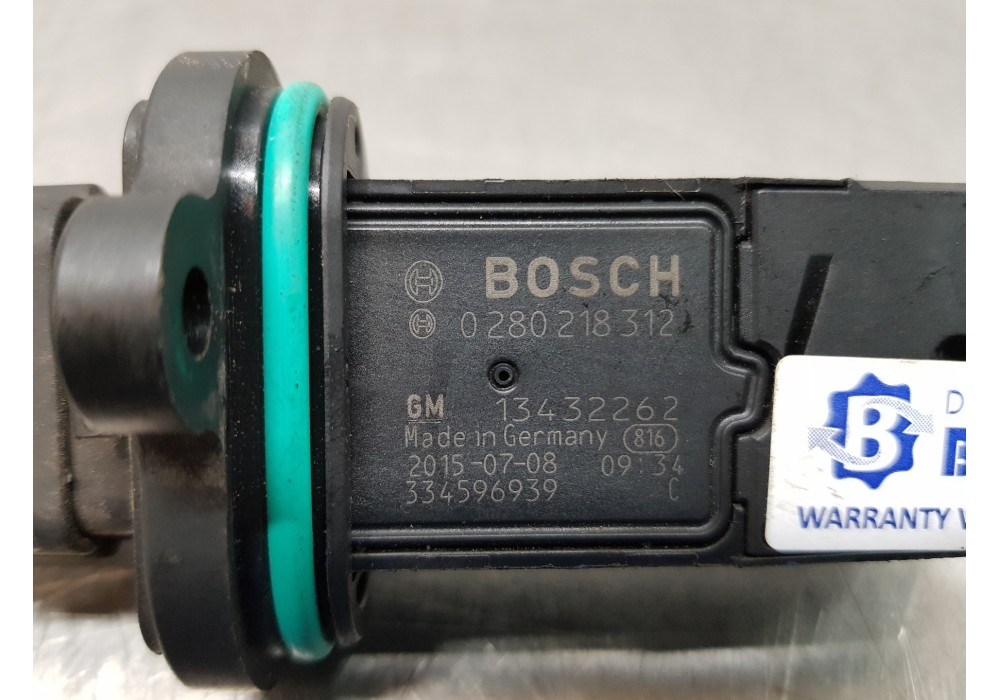 BOSCH
0 280 218 312
GM 13432262
Made in Germany 816
2015-07-08 09:34
334596939 C
B
WARRANTY